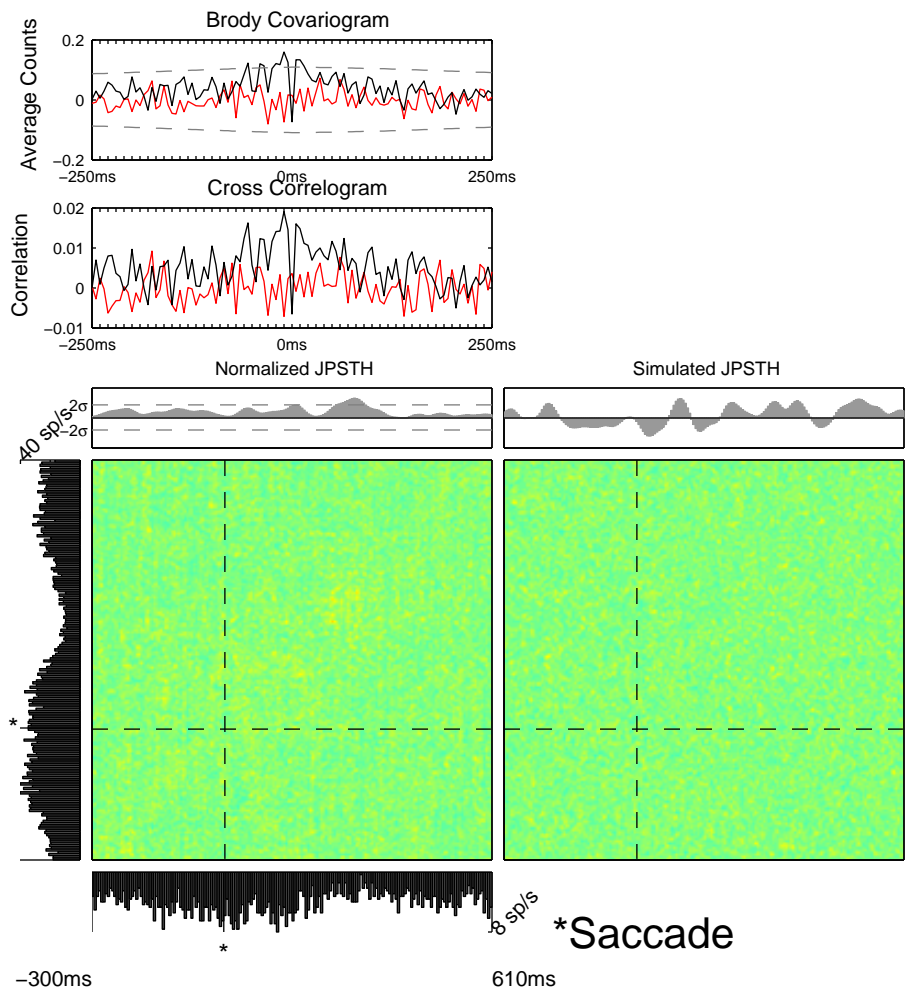 Brody Covariogram
Average Counts
0.2
0
−0.2
−250ms
0ms
250ms
Cross Correlogram
Correlation
0.02
0.01
0
−0.01
−250ms
0ms
250ms
Normalized JPSTH
Simulated JPSTH
40 sp/s
2σ
−2σ
*
8 sp/s
*
*Saccade
−300ms
610ms